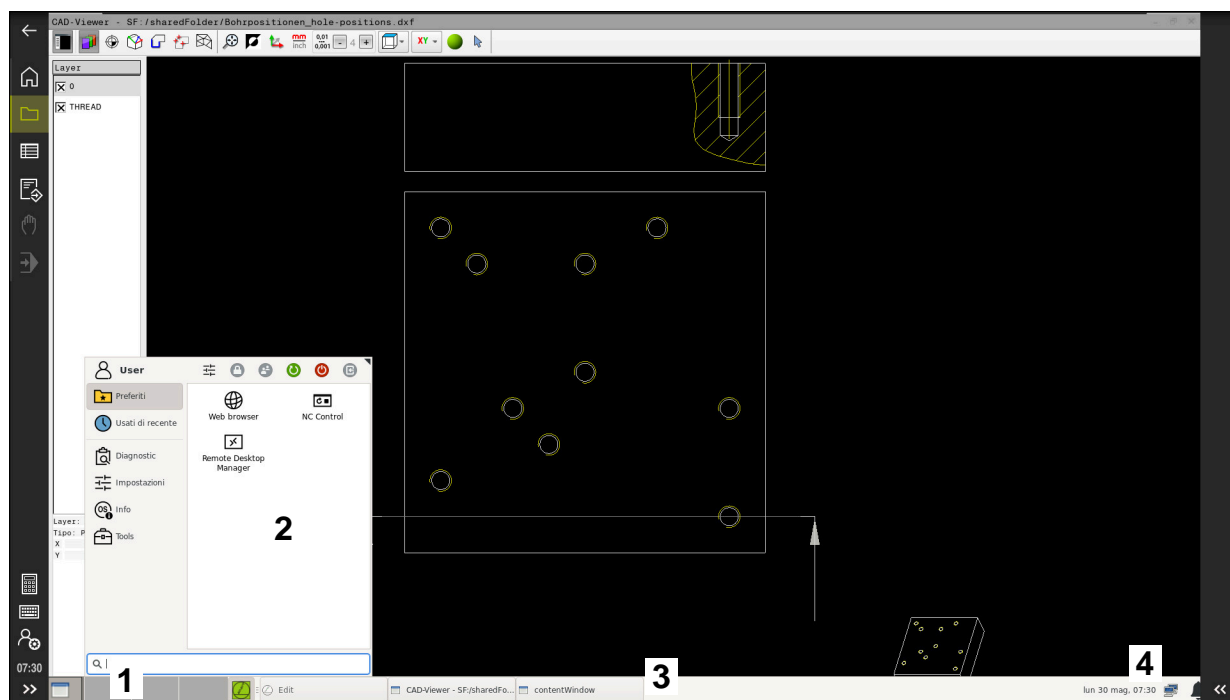 CAD-Viewer - SF:/sharedFolder/Bohrpositionen_hole-positions.dxf
mm
inch
0,01
0,001
4
XY
Layer
0
THREAD
User
Preferiti
Usati di recente
Diagnostic
Impostazioni
OS
Info
Tools
Web browser
NC Control
Remote Desktop
Manager
2
Layer:
Tipo: P
X
Y
07:30
1
Edit
CAD-Viewer - SF:/sharedFo...
contentWindow
3
4
lun 30 mag, 07:30